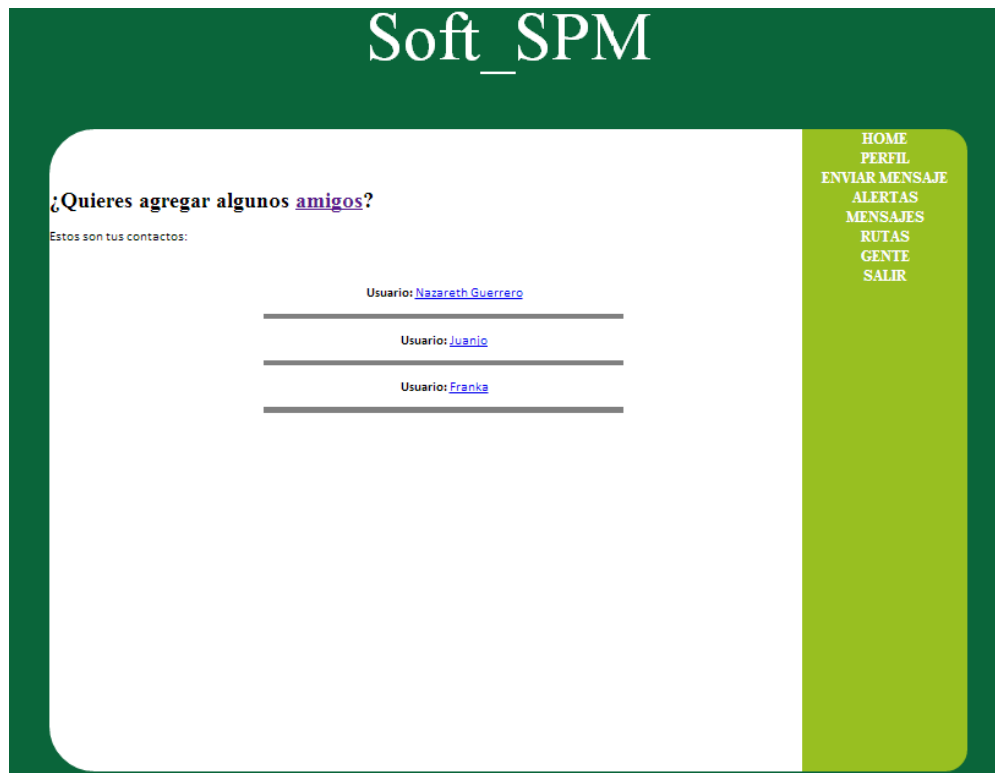 Soft_SPM
¿Quieres agregar algunos amigos?
Estos son tus contactos:
Usuario: Nazareth Guerrero
Usuario: Juanjo
Usuario: Franka
HOME
PERFIL
ENVIAR MENSAJE
ALERTAS
MENSAJES
RUTAS
GENTE
SALIR